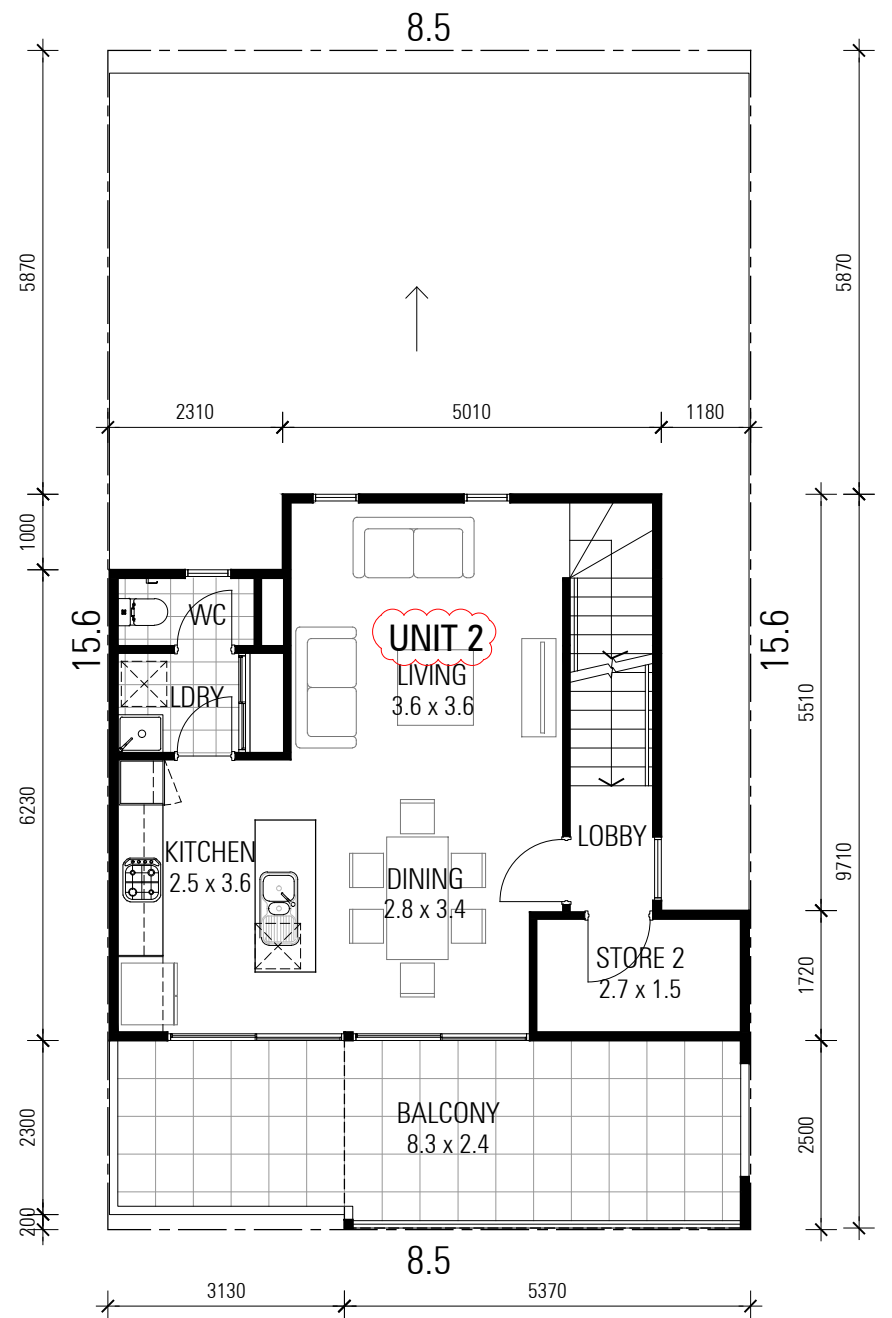 8.5
5870
5870
2310
5010
1180
1000
15.6
WC
UNIT 2
15.6
LIVING
3.6 x 3.6
LDRY
5510
6230
KITCHEN
2.5 x 3.6
DINING
2.8 x 3.4
LOBBY
9710
STORE 2
2.7 x 1.5
1720
BALCONY
8.3 x 2.4
2300
2500
200
8.5
3130
5370